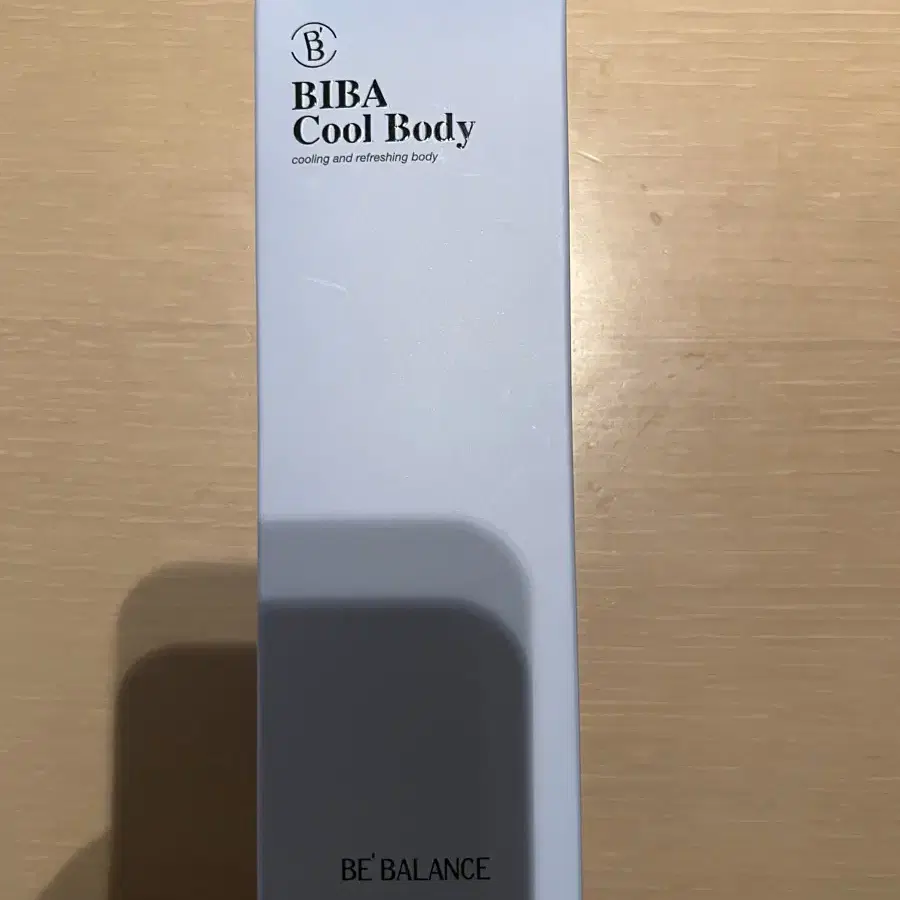 B'B
BIBA
Cool Body
cooling and refreshing body
BE' BALANCE